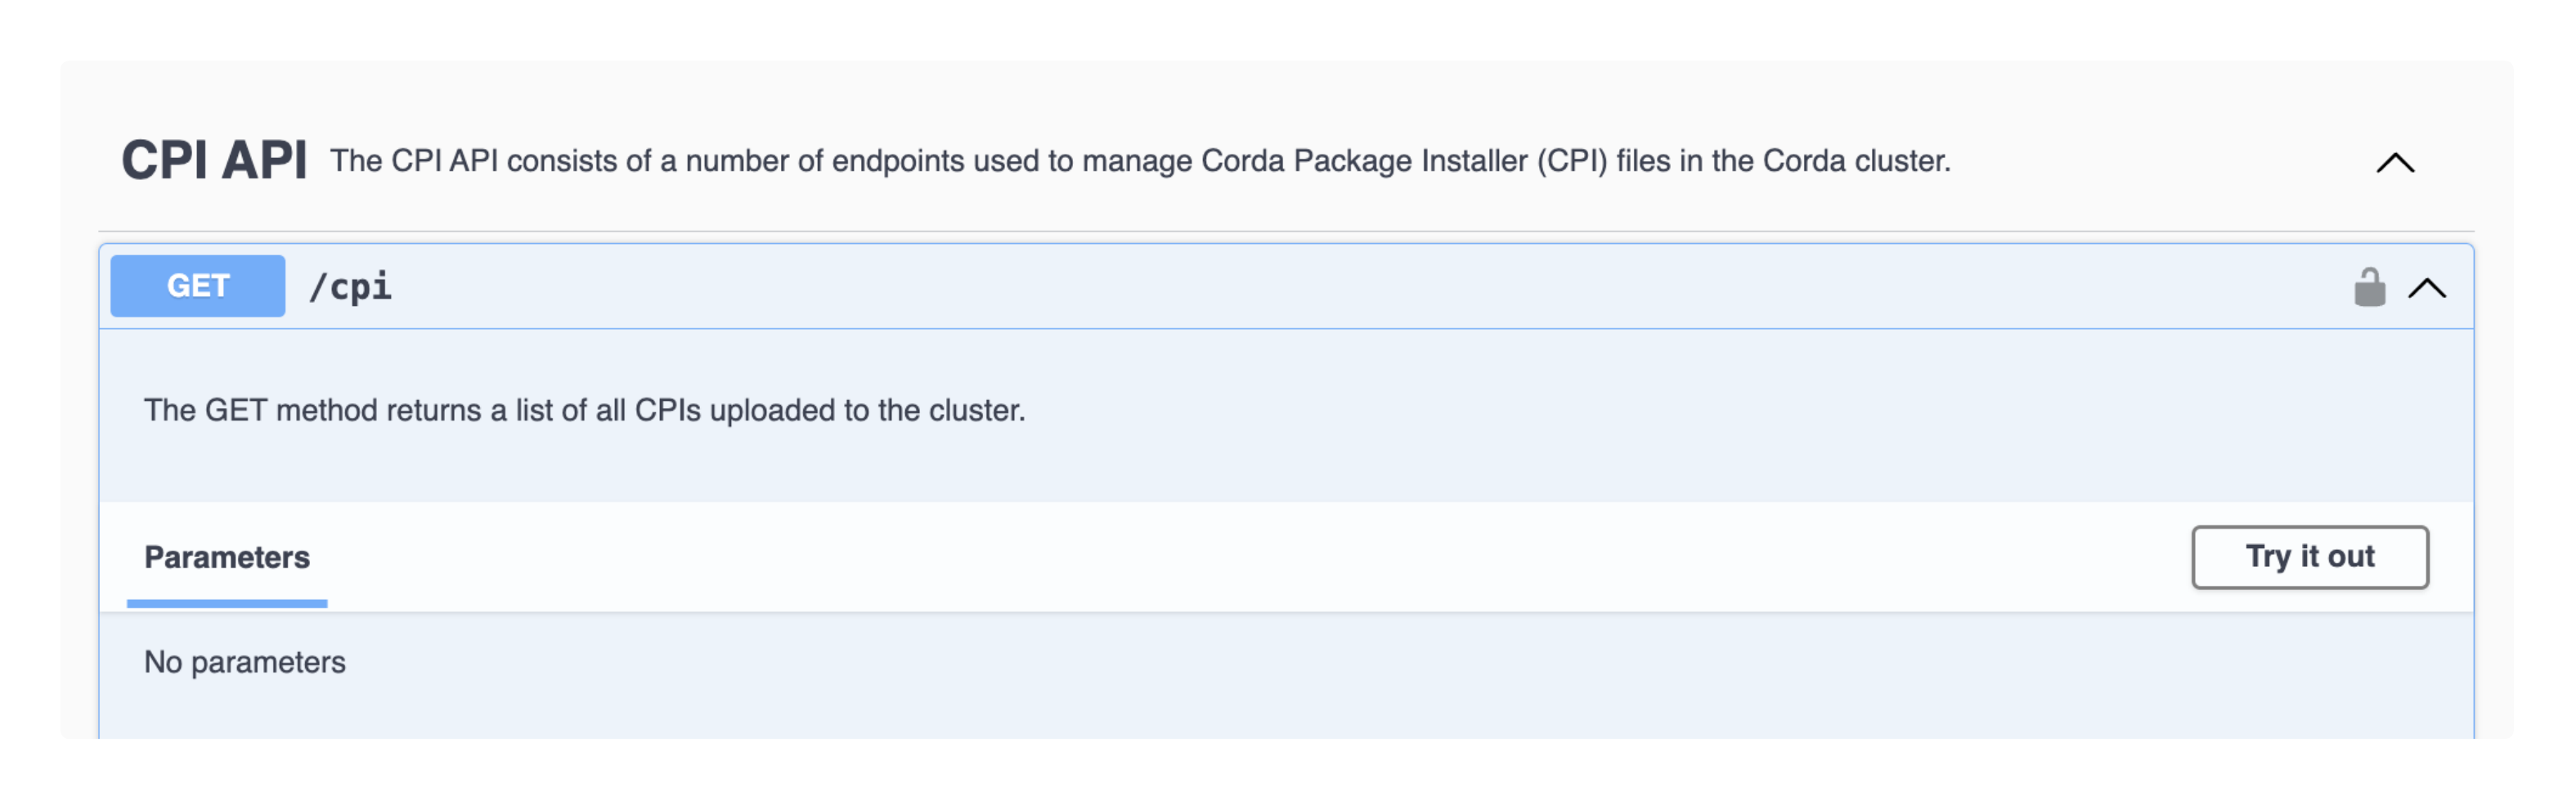 CPI API The CPI API consists of a number of endpoints used to manage Corda Package Installer (CPI) files in the Corda cluster.
GET /cpi
The GET method returns a list of all CPIs uploaded to the cluster.
Parameters Try it out
No parameters